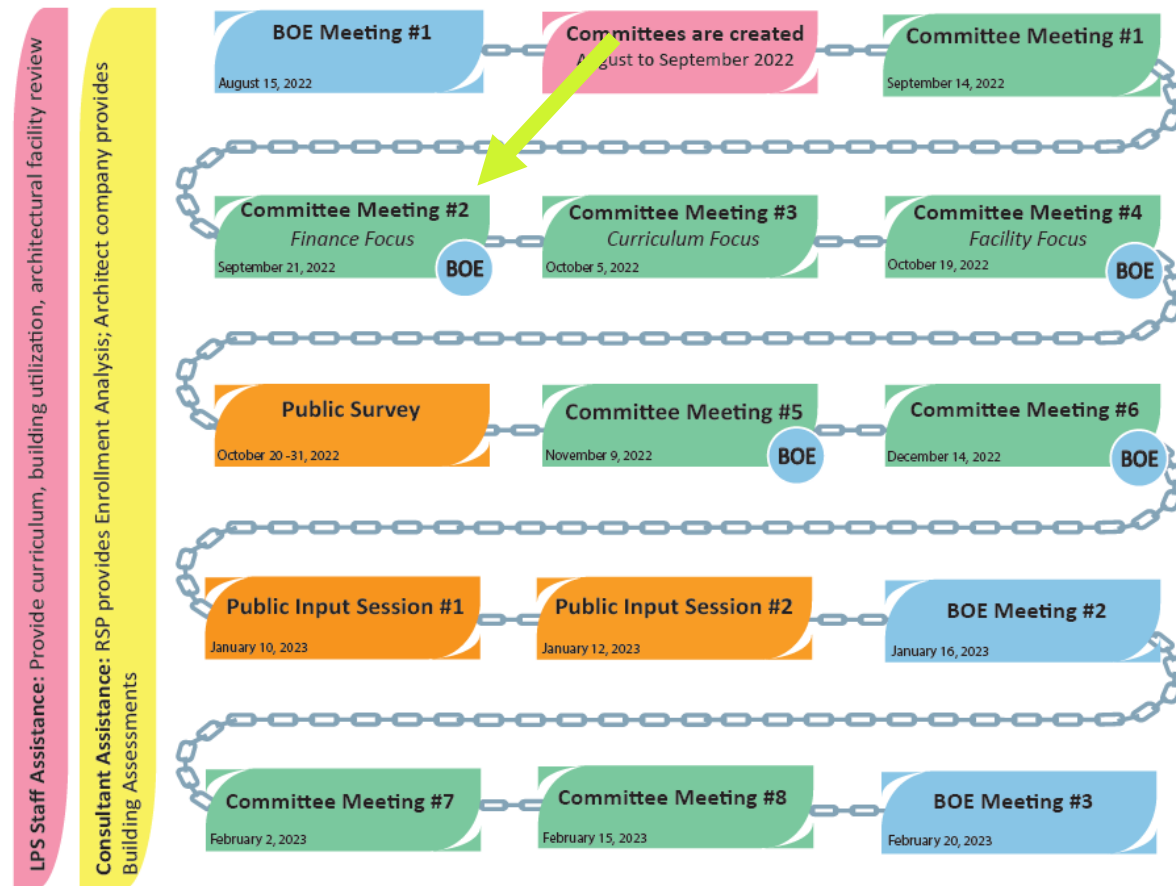 LPS Staff Assistance: Provide curriculum, building utilization, architectural facility review
Consultant Assistance: RSP provides Enrollment Analysis; Architect company provides
Building Assessments
BOE Meeting #1
August 15, 2022
Committees are created
August to September 2022
Committee Meeting #1
September 14, 2022
Committee Meeting #2
Finance Focus
September 21, 2022
BOE
Committee Meeting #3
Curriculum Focus
October 5, 2022
Committee Meeting #4
Facility Focus
October 19, 2022
BOE
Public Survey
October 20 -31, 2022
Committee Meeting #5
November 9, 2022
BOE
Committee Meeting #6
December 14, 2022
BOE
Public Input Session #1
January 10, 2023
Public Input Session #2
January 12, 2023
BOE Meeting #2
January 16, 2023
Committee Meeting #7
February 2, 2023
Committee Meeting #8
February 15, 2023
BOE Meeting #3
February 20, 2023